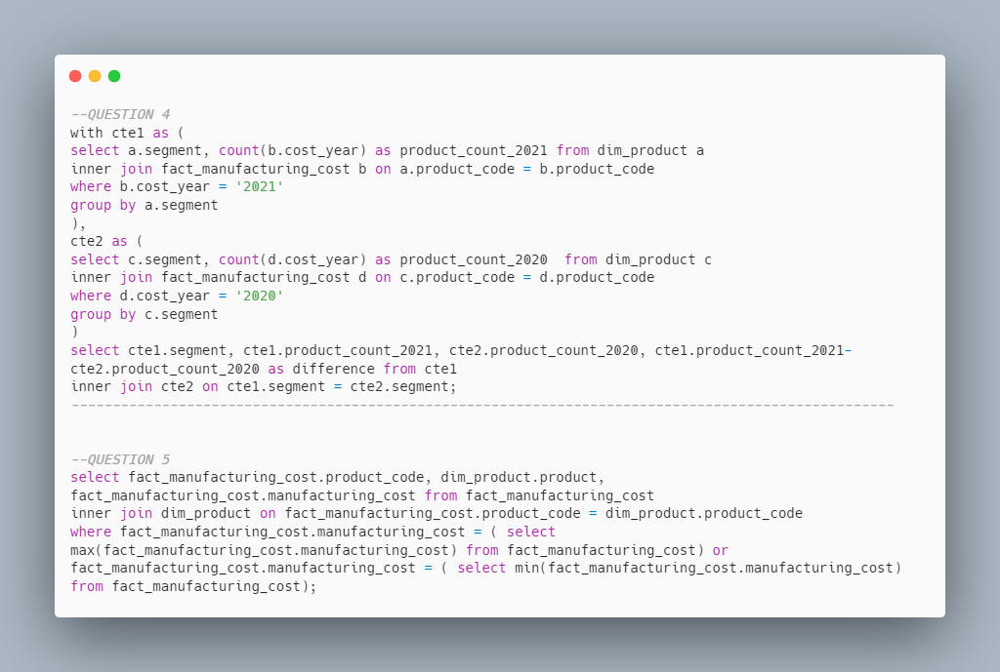 --QUESTION 4
with cte1 as (
select a.segment, count(b.cost_year) as product_count_2021 from dim_product a
inner join fact_manufacturing_cost b on a.product_code = b.product_code
where b.cost_year = '2021'
group by a.segment
),
cte2 as (
select c.segment, count(d.cost_year) as product_count_2020  from dim_product c
inner join fact_manufacturing_cost d on c.product_code = d.product_code
where d.cost_year = '2020'
group by c.segment
)
select cte1.segment, cte1.product_count_2021, cte2.product_count_2020, cte1.product_count_2021-
cte2.product_count_2020 as difference from cte1
inner join cte2 on cte1.segment = cte2.segment;
----------------------------------------------------------------------------------------------------
--QUESTION 5
select fact_manufacturing_cost.product_code, dim_product.product,
fact_manufacturing_cost.manufacturing_cost from fact_manufacturing_cost
inner join dim_product on fact_manufacturing_cost.product_code = dim_product.product_code
where fact_manufacturing_cost.manufacturing_cost = ( select
max(fact_manufacturing_cost.manufacturing_cost) from fact_manufacturing_cost) or
fact_manufacturing_cost.manufacturing_cost = ( select min(fact_manufacturing_cost.manufacturing_cost)
from fact_manufacturing_cost);